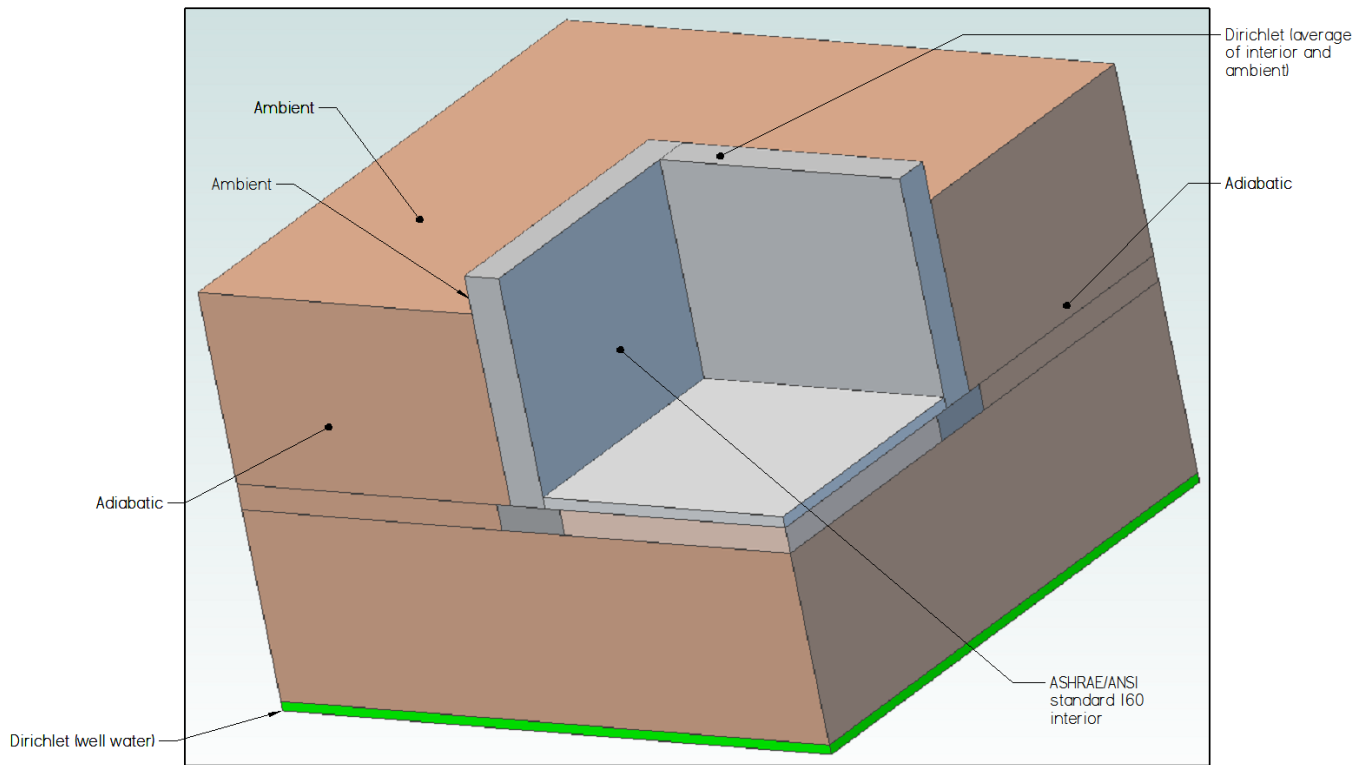 Dirichlet (average
of interior and
ambient)
Ambient
Ambient
Adiabatic
Adiabatic
ASHRAE/ANSI
standard 160
interior
Dirichlet (well water)